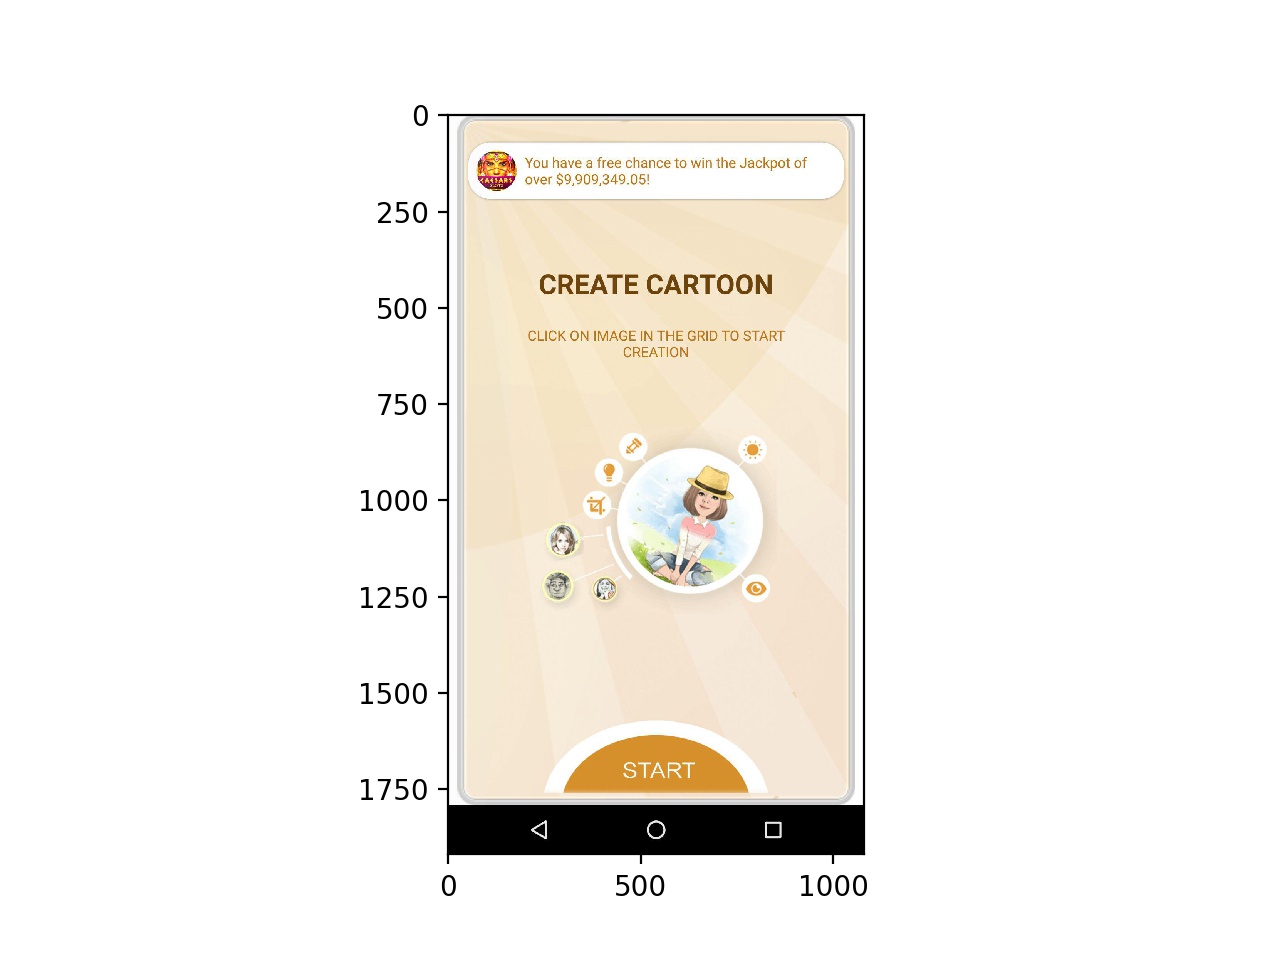 0
250
500
750
1000
1250
1500
1750
0
500
1000
CAESARS
SLOTS
You have a free chance to win the Jackpot of
over $9,909,349.05!
CREATE CARTOON
CLICK ON IMAGE IN THE GRID TO START
CREATION
START